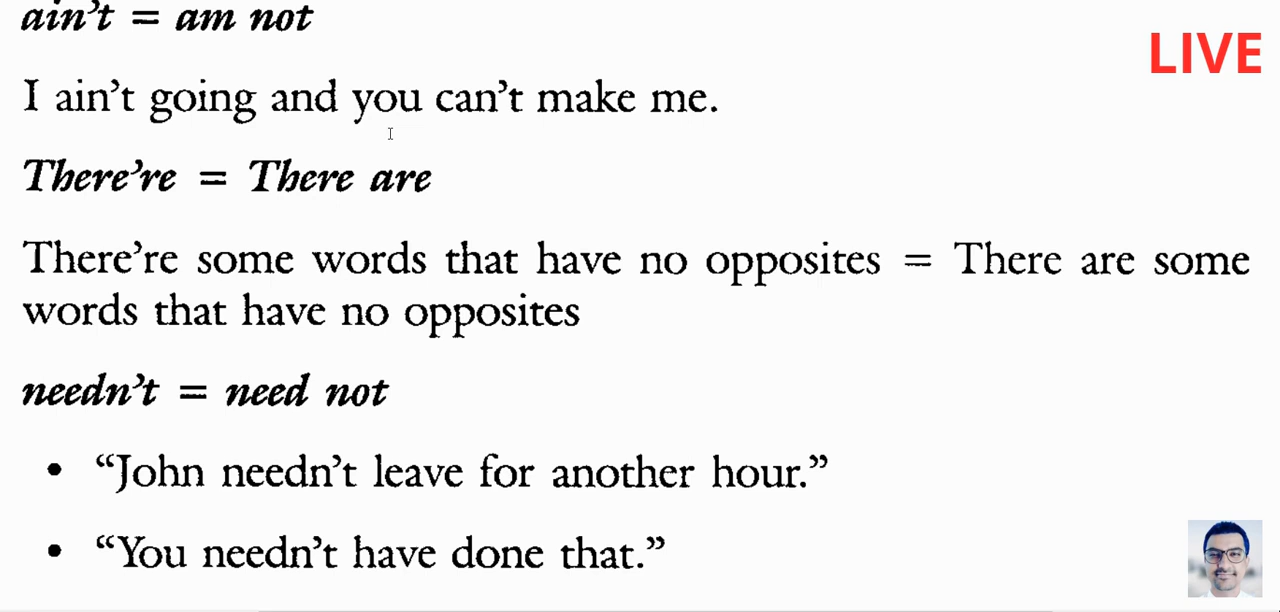 ain’t = am not
LIVE
I ain’t going and you can’t make me.
There’re = There are
There’re some words that have no opposites = There are some
words that have no opposites
needn’t = need not
• “John needn’t leave for another hour.”
• “You needn’t have done that.”